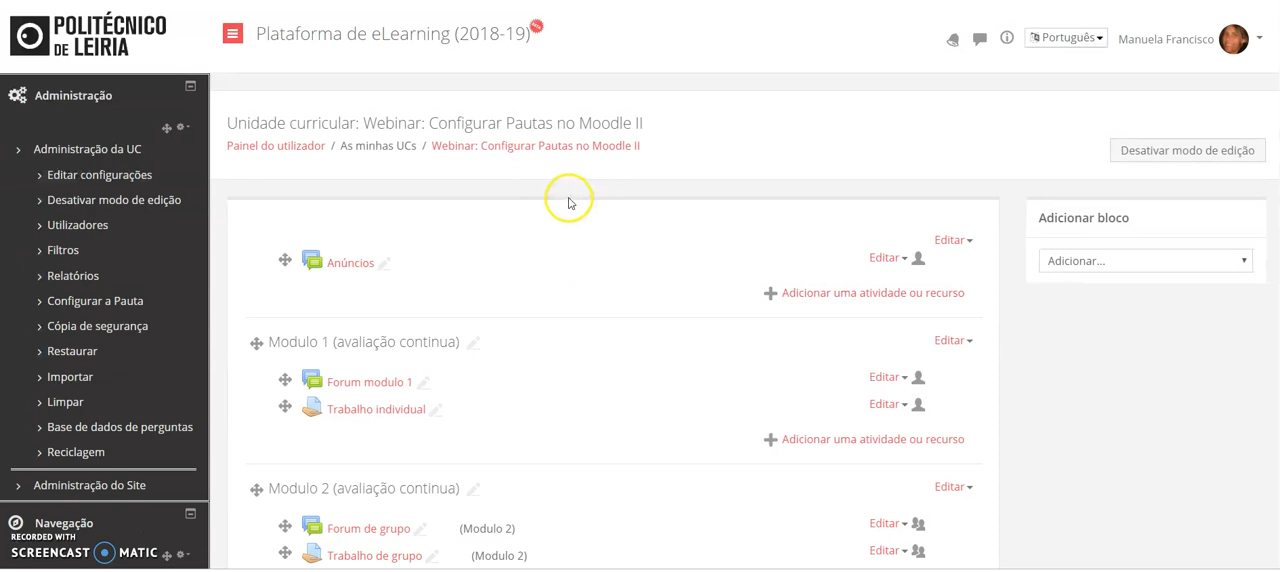 POLITÉCNICO
DE LEIRIA
Plataforma de eLearning (2018-19)
Português
Manuela Francisco
Administração
Administração da UC
Editar configurações
Desativar modo de edição
Utilizadores
Filtros
Relatórios
Configurar a Pauta
Cópia de segurança
Restaurar
Importar
Limpar
Base de dados de perguntas
Reciclagem
Administração do Site
Navegação
RECORDED WITH
SCREENCAST MATIC
Unidade curricular: Webinar: Configurar Pautas no Moodle II
Painel do utilizador / As minhas UCs / Webinar: Configurar Pautas no Moodle II
Desativar modo de edição
Editar
Anúncios Editar
Adicionar uma atividade ou recurso
Modulo 1 (avaliação continua) Editar
Forum modulo 1 Editar
Trabalho individual Editar
Adicionar uma atividade ou recurso
Modulo 2 (avaliação continua) Editar
Forum de grupo (Modulo 2) Editar
Trabalho de grupo (Modulo 2) Editar
Adicionar bloco
Adicionar...